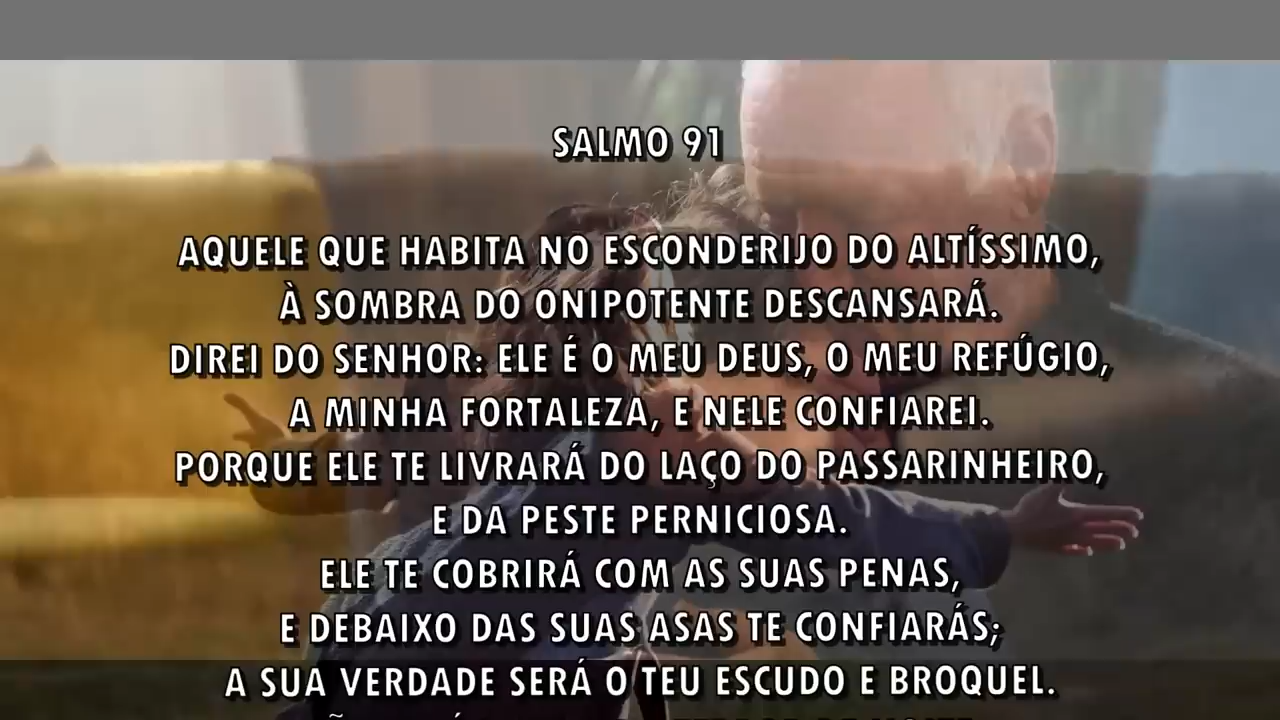 SALMO 91
AQUELE QUE HABITA NO ESCONDERIJO DO ALTÍSSIMO,
À SOMBRA DO ONIPOTENTE DESCANSARÁ.
DIREI DO SENHOR: ELE É O MEU DEUS, O MEU REFÚGIO,
A MINHA FORTALEZA, E NELE CONFIAREI.
PORQUE ELE TE LIVRARÁ DO LAÇO DO PASSARINHEIRO,
E DA PESTE PERNICIOSA.
ELE TE COBRIRÁ COM AS SUAS PENAS,
E DEBAIXO DAS SUAS ASAS TE CONFIARÁS;
A SUA VERDADE SERÁ O TEU ESCUDO E BROQUEL.